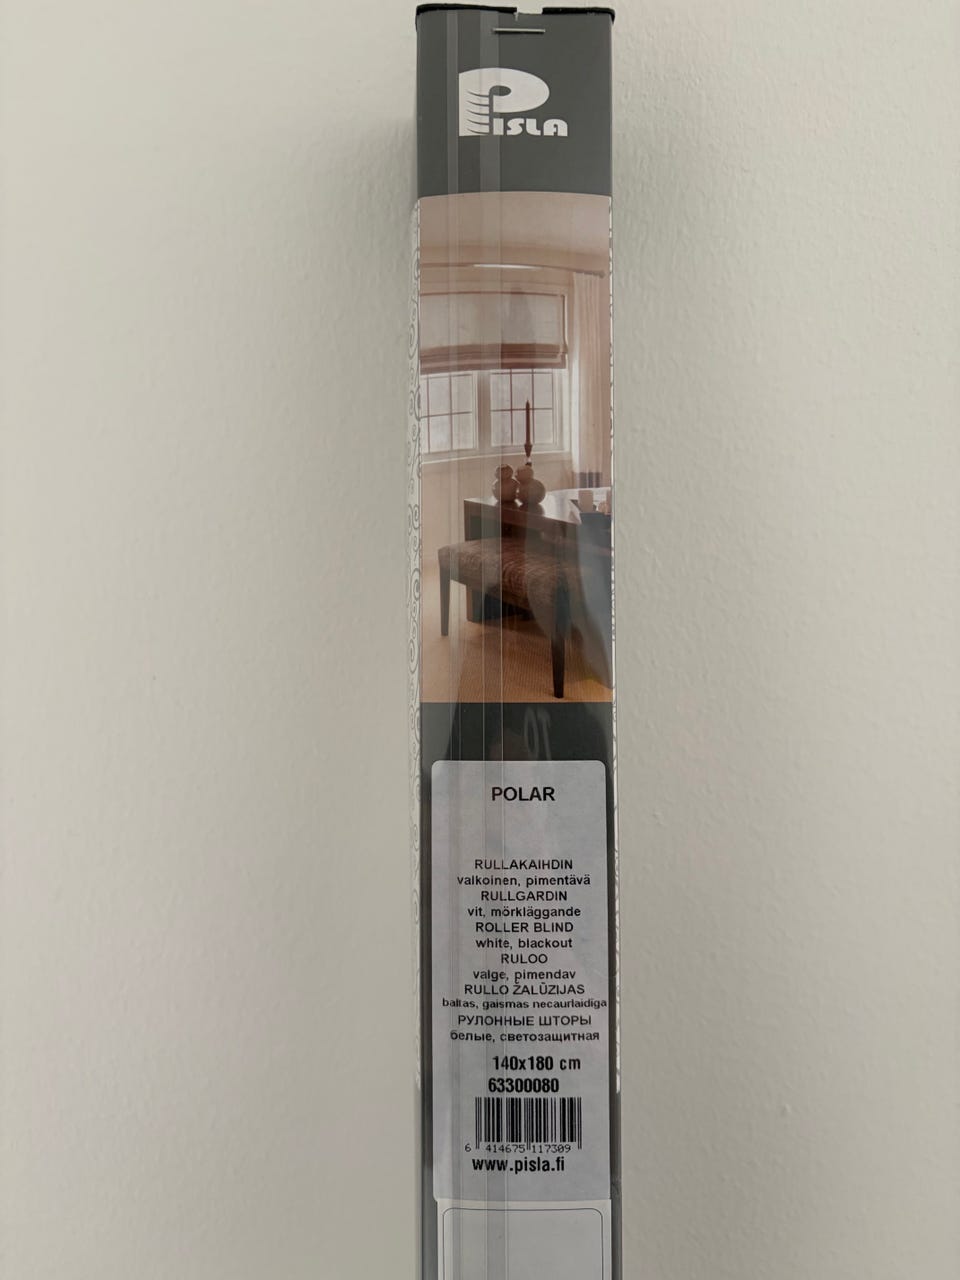 PISLA
POLAR
RULLAKAIHDIN
valkoinen, pimentävä
RULLGARDIN
vit, mörkläggande
ROLLER BLIND
white, blackout
RULOO
valge, pimendav
RULLO ŽALŪZIJAS
baltas, gaismas necaurlaidīga
РУЛОННЫЕ ШТОРЫ
белые, светозащитная
140x180 cm
63300080
6 414675 117309
www.pisla.fi